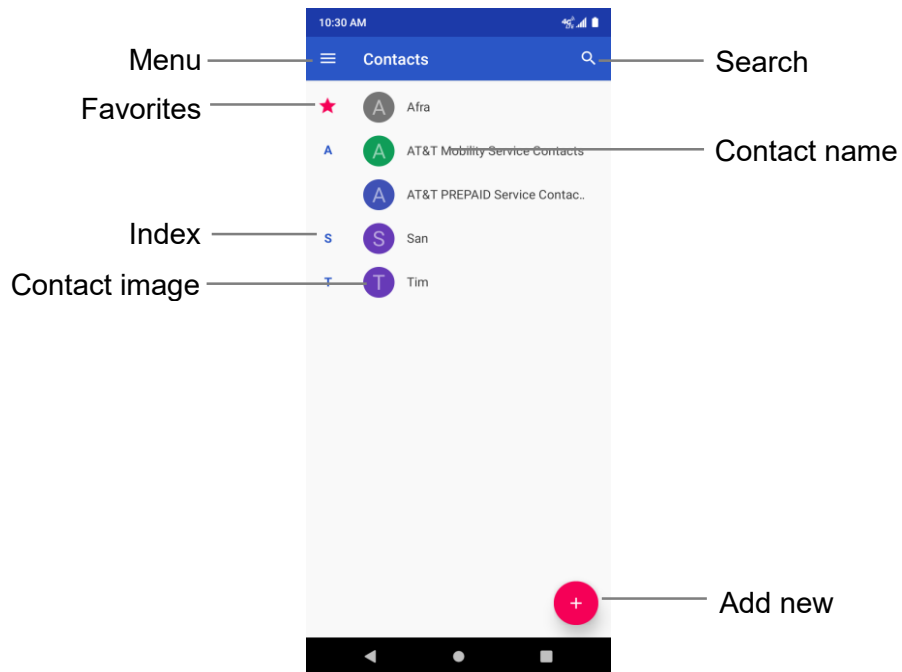 10:30 AM
Menu
Contacts
Search
Favorites
A
Afra
A
A
AT&T Mobility Service Contacts
Contact name
A
AT&T PREPAID Service Contac..
Index
S
S
San
Contact image
T
T
Tim
Add new